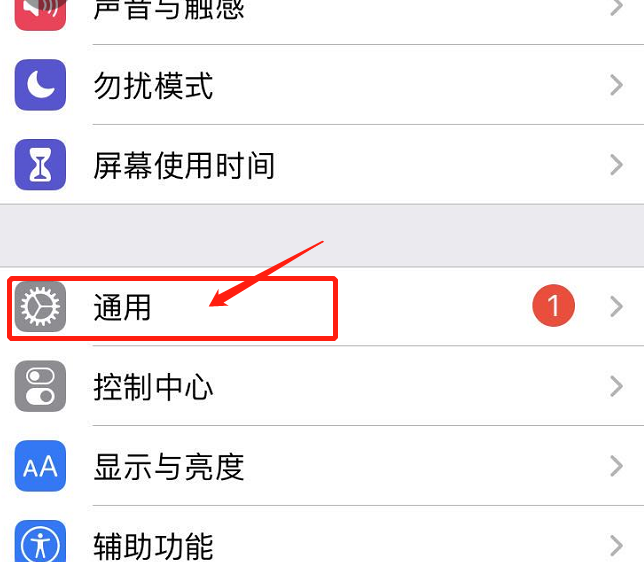 声音与触感
勿扰模式
屏幕使用时间
通用
1
控制中心
AA
显示与亮度
辅助功能